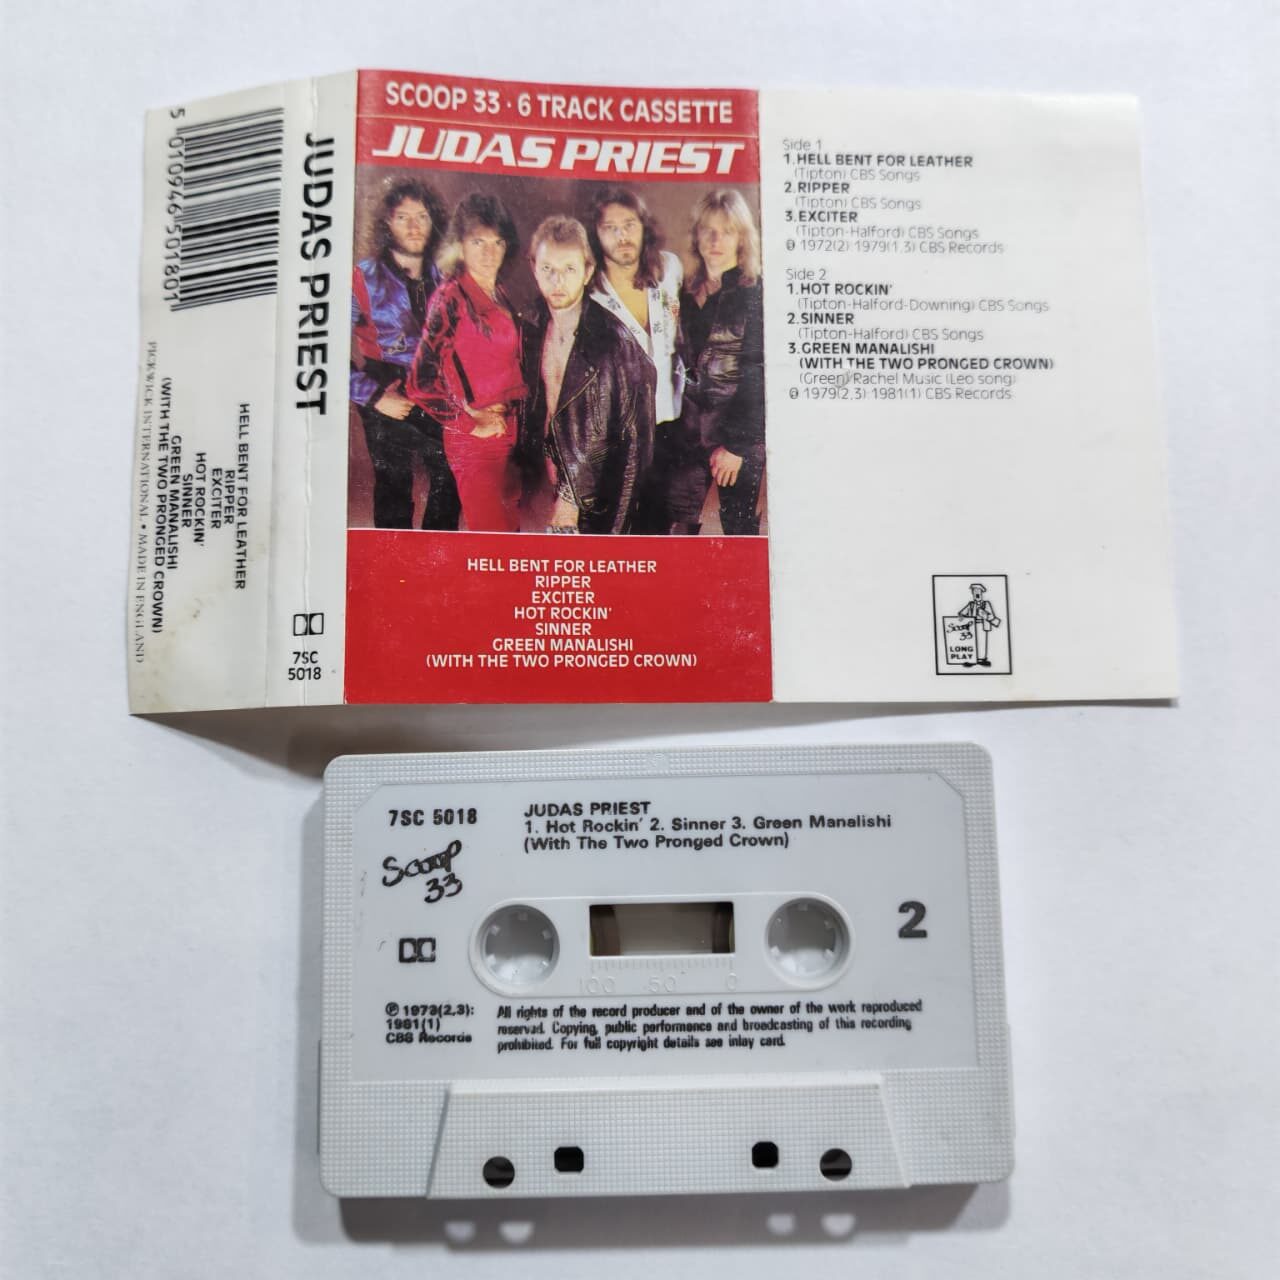 5 010946 501801
PICKWICK INTERNATIONAL • MADE IN ENGLAND
HELL BENT FOR LEATHER
RIPPER
EXCITER
HOT ROCKIN'
SINNER
GREEN MANALISHI
(WITH THE TWO PRONGED CROWN)
JUDAS PRIEST
7SC
5018
SCOOP 33 · 6 TRACK CASSETTE
JUDAS PRIEST
HELL BENT FOR LEATHER
RIPPER
EXCITER
HOT ROCKIN'
SINNER
GREEN MANALISHI
(WITH THE TWO PRONGED CROWN)
Side 1
1.HELL BENT FOR LEATHER
(Tipton) CBS Songs
2.RIPPER
(Tipton) CBS Songs
3.EXCITER
(Tipton-Halford) CBS Songs
℗ 1972(2) 1979(1,3) CBS Records
Side 2
1.HOT ROCKIN'
(Tipton-Halford-Downing) CBS Songs
2.SINNER
(Tipton-Halford) CBS Songs
3.GREEN MANALISHI
(WITH THE TWO PRONGED CROWN)
(Green) Rachel Music (Leo song)
℗ 1979(2,3) 1981(1) CBS Records
Scoop
33
LONG
PLAY
7SC 5018
JUDAS PRIEST
1. Hot Rockin' 2. Sinner 3. Green Manalishi
(With The Two Pronged Crown)
Scoop
33
2
100 50 0
℗ 1979(2,3):
1981(1)
CBS Records
All rights of the record producer and of the owner of the work reproduced
reserved. Copying, public performance and broadcasting of this recording
prohibited. For full copyright details see inlay card.